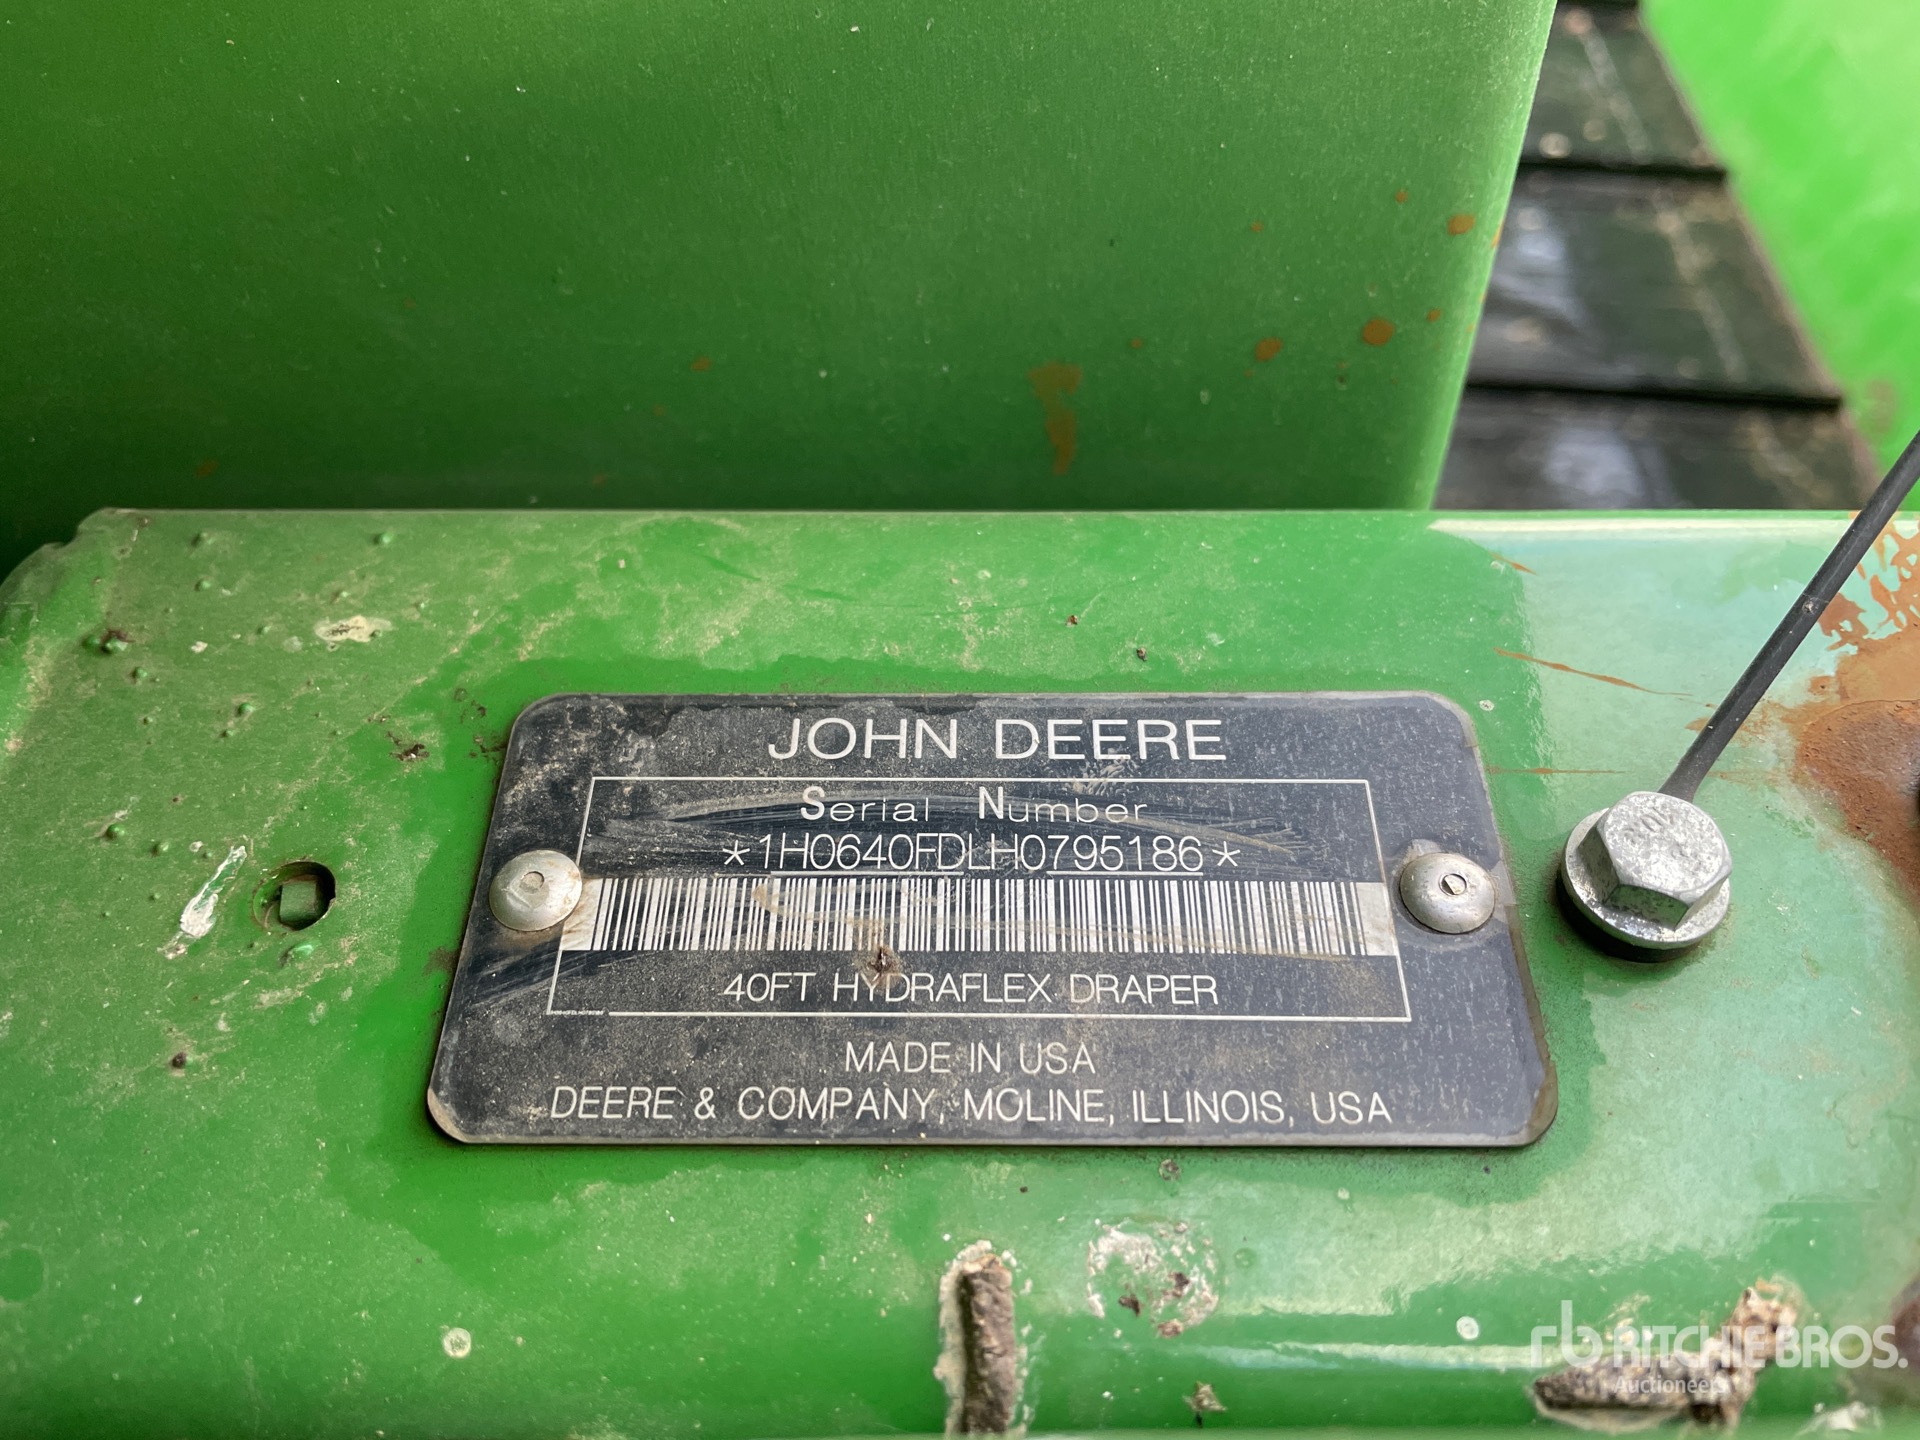 JOHN DEERE
Serial Number
*1H0640FDLH0795186*
40FT HYDRAFLEX DRAPER
MADE IN USA
DEERE & COMPANY, MOLINE, ILLINOIS, USA
rb RITCHIE BROS.
Auctioneers